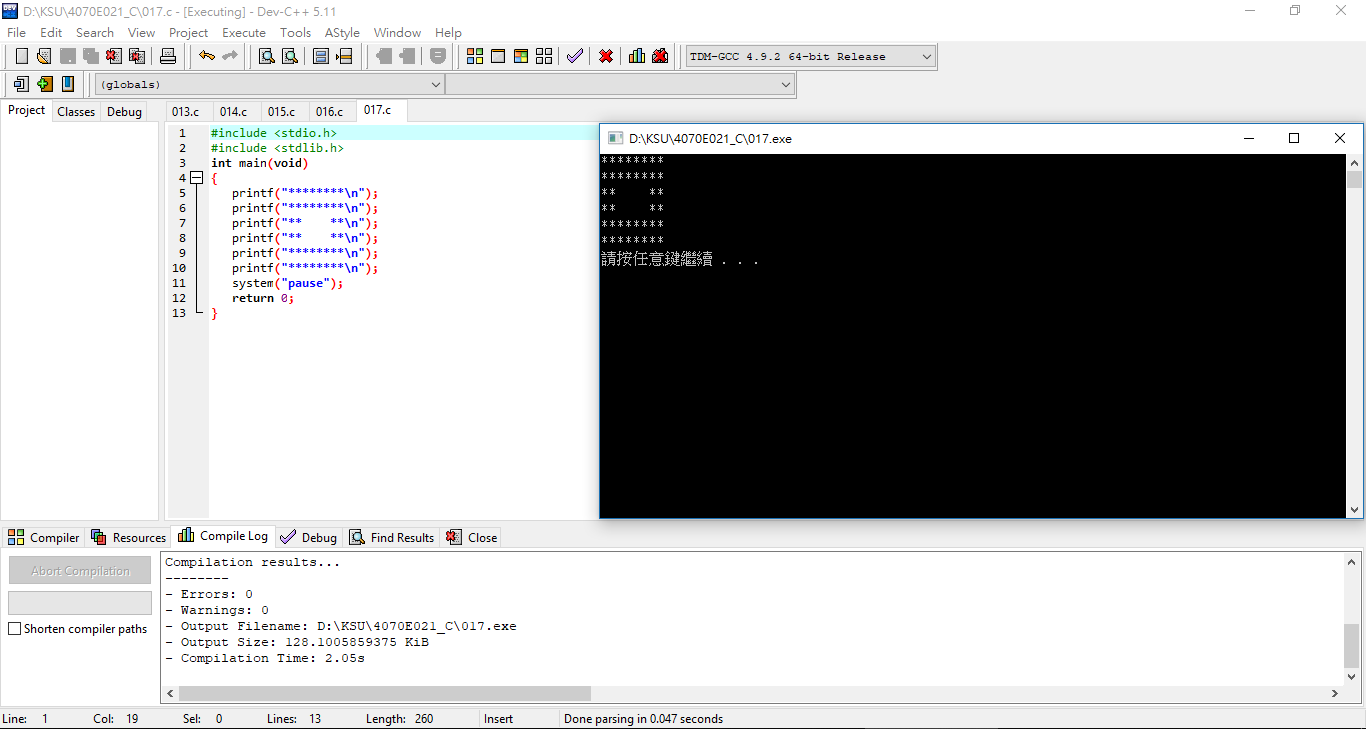 D:\KSU\4070E021_C\017.c - [Executing] - Dev-C++ 5.11
File Edit Search View Project Execute Tools AStyle Window Help
TDM-GCC 4.9.2 64-bit Release
(globals)
Project Classes Debug
013.c 014.c 015.c 016.c 017.c
1 #include <stdio.h>
2 #include <stdlib.h>
3 int main(void)
4 {
5 printf("********\n");
6 printf("********\n");
7 printf("**    **\n");
8 printf("**    **\n");
9 printf("********\n");
10 printf("********\n");
11 system("pause");
12 return 0;
13 }
D:\KSU\4070E021_C\017.exe
********
********
**    **
**    **
********
********
請按任意鍵繼續 . . .
Compiler Resources Compile Log Debug Find Results Close
Abort Compilation
Shorten compiler paths
Compilation results...
--------
- Errors: 0
- Warnings: 0
- Output Filename: D:\KSU\4070E021_C\017.exe
- Output Size: 128.1005859375 KiB
- Compilation Time: 2.05s
Line: 1 Col: 19 Sel: 0 Lines: 13 Length: 260 Insert Done parsing in 0.047 seconds